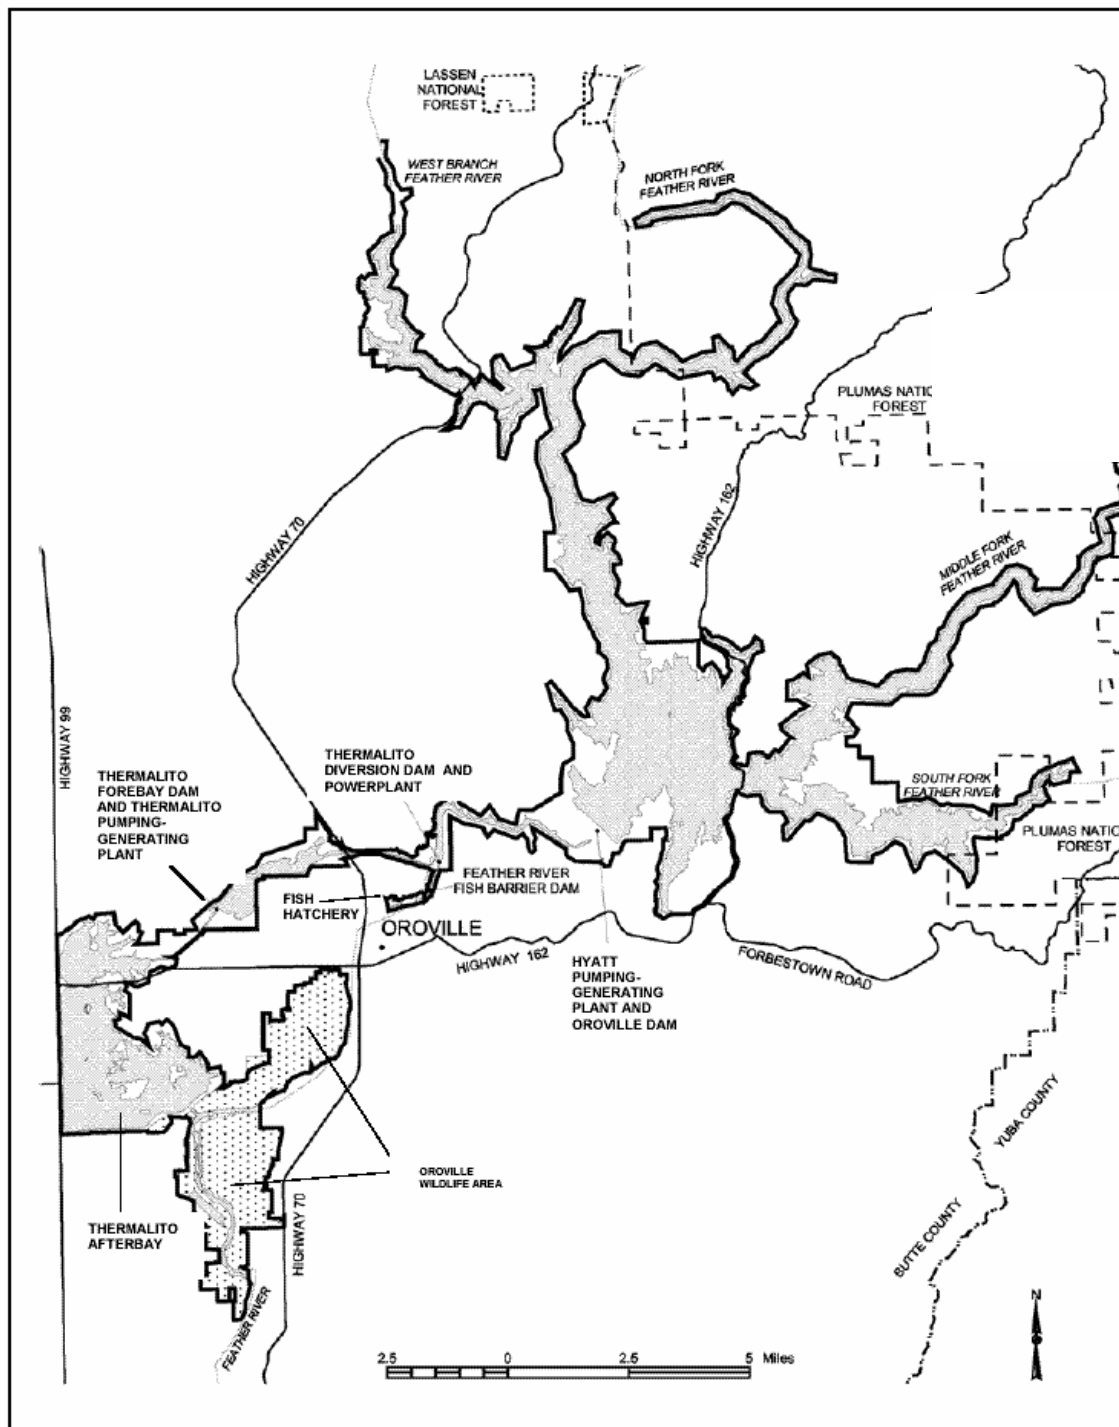 LASSEN
NATIONAL
FOREST
WEST BRANCH
FEATHER RIVER
NORTH FORK
FEATHER RIVER
PLUMAS NATIO
FOREST
HIGHWAY 70
HIGHWAY 162
MIDDLE FORK
FEATHER RIVER
HIGHWAY 99
THERMALITO
FOREBAY DAM
AND THERMALITO
PUMPING-
GENERATING
PLANT
THERMALITO
DIVERSION DAM AND
POWERPLANT
SOUTH FORK
FEATHER RIVER
PLUMAS NATIO
FOREST
FEATHER RIVER
FISH BARRIER DAM
FISH
HATCHERY
OROVILLE
HIGHWAY 162
FORBESTOWN ROAD
HYATT
PUMPING-
GENERATING
PLANT AND
OROVILLE DAM
YUBA COUNTY
BUTTE COUNTY
OROVILLE
WILDLIFE AREA
THERMALITO
AFTERBAY
HIGHWAY 70
FEATHER RIVER
N
2.5 0 2.5 5 Miles